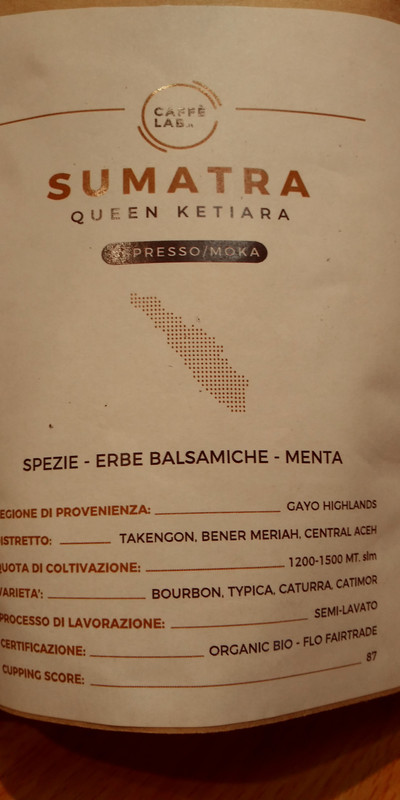 CAFFÈ
LAB.
SUMATRA
QUEEN KETIARA
ESPRESSO/MOKA
SPEZIE - ERBE BALSAMICHE - MENTA
EGIONE DI PROVENIENZA: GAYO HIGHLANDS
ISTRETTO: TAKENGON, BENER MERIAH, CENTRAL ACEH
QUOTA DI COLTIVAZIONE: 1200-1500 MT. slm
VARIETA': BOURBON, TYPICA, CATURRA, CATIMOR
PROCESSO DI LAVORAZIONE: SEMI-LAVATO
CERTIFICAZIONE: ORGANIC BIO - FLO FAIRTRADE
CUPPING SCORE: 87